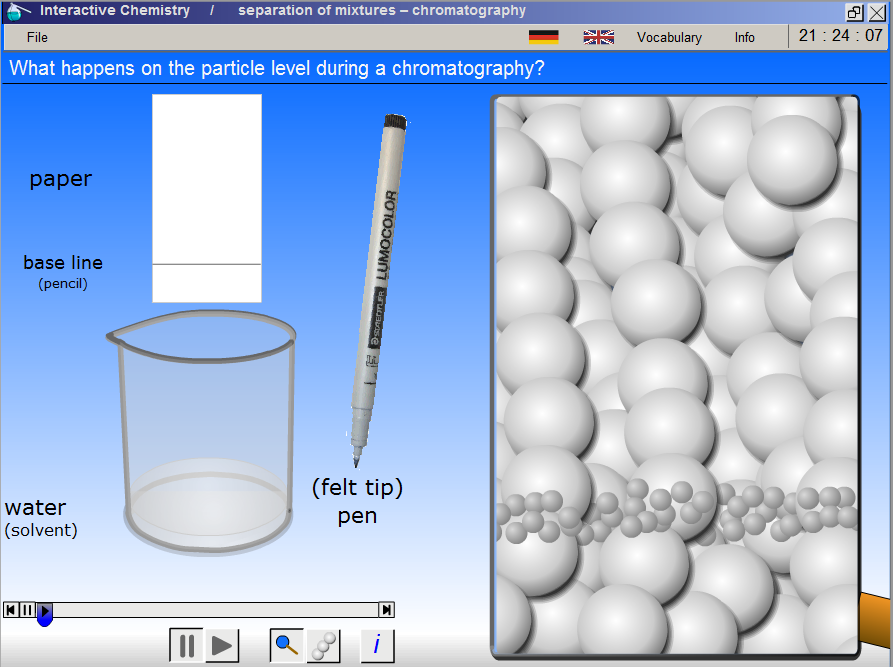 Interactive Chemistry / separation of mixtures – chromatography
File Vocabulary Info 21 : 24 : 07
What happens on the particle level during a chromatography?
paper
base line
(pencil)
LUMOCOLOR
STAEDTLER
(felt tip)
pen
water
(solvent)
i